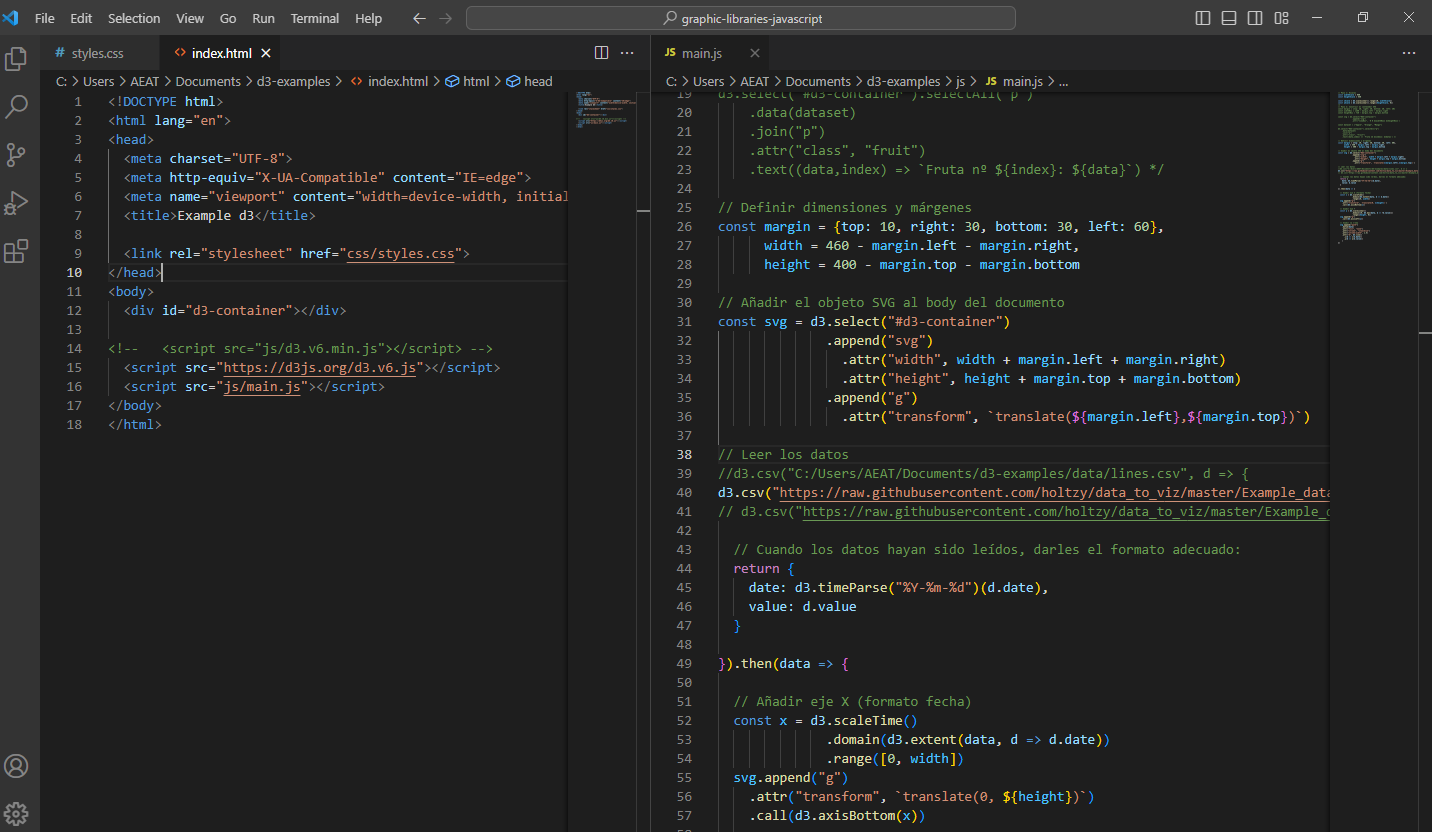 File Edit Selection View Go Run Terminal Help
graphic-libraries-javascript
# styles.css
<> index.html
C: > Users > AEAT > Documents > d3-examples > <> index.html > html > head
1 <!DOCTYPE html>
2 <html lang="en">
3 <head>
4 <meta charset="UTF-8">
5 <meta http-equiv="X-UA-Compatible" content="IE=edge">
6 <meta name="viewport" content="width=device-width, initial
7 <title>Example d3</title>
8
9 <link rel="stylesheet" href="css/styles.css">
10 </head>
11 <body>
12 <div id="d3-container"></div>
13
14 <!-- <script src="js/d3.v6.min.js"></script> -->
15 <script src="https://d3js.org/d3.v6.js"></script>
16 <script src="js/main.js"></script>
17 </body>
18 </html>
JS main.js
C: > Users > AEAT > Documents > d3-examples > js > JS main.js > ...
19 d3.select("#d3-container").selectAll("p")
20 .data(dataset)
21 .join("p")
22 .attr("class", "fruit")
23 .text((data,index) => `Fruta nº ${index}: ${data}`) */
24
25 // Definir dimensiones y márgenes
26 const margin = {top: 10, right: 30, bottom: 30, left: 60},
27 width = 460 - margin.left - margin.right,
28 height = 400 - margin.top - margin.bottom
29
30 // Añadir el objeto SVG al body del documento
31 const svg = d3.select("#d3-container")
32 .append("svg")
33 .attr("width", width + margin.left + margin.right)
34 .attr("height", height + margin.top + margin.bottom)
35 .append("g")
36 .attr("transform", `translate(${margin.left},${margin.top})`)
37
38 // Leer los datos
39 //d3.csv("C:/Users/AEAT/Documents/d3-examples/data/lines.csv", d => {
40 d3.csv("https://raw.githubusercontent.com/holtzy/data_to_viz/master/Example_data
41 // d3.csv("https://raw.githubusercontent.com/holtzy/data_to_viz/master/Example_d
42
43 // Cuando los datos hayan sido leídos, darles el formato adecuado:
44 return {
45 date: d3.timeParse("%Y-%m-%d")(d.date),
46 value: d.value
47 }
48
49 }).then(data => {
50
51 // Añadir eje X (formato fecha)
52 const x = d3.scaleTime()
53 .domain(d3.extent(data, d => d.date))
54 .range([0, width])
55 svg.append("g")
56 .attr("transform", `translate(0, ${height})`)
57 .call(d3.axisBottom(x))